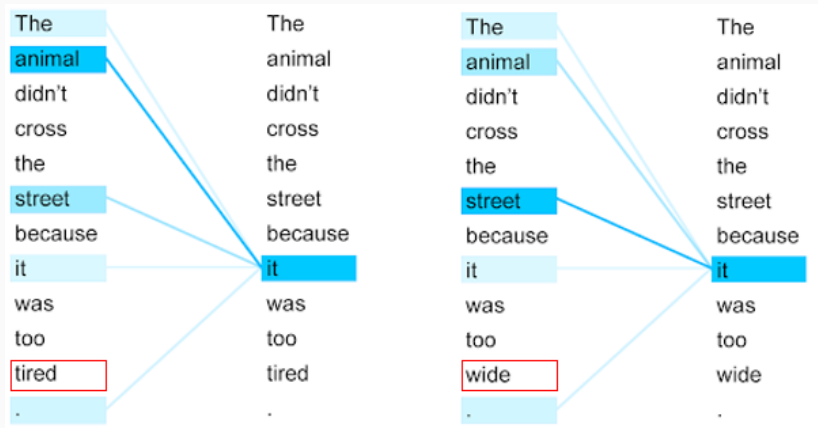 The The The The
animal animal animal animal
didn't didn't didn't didn't
cross cross cross cross
the the the the
street street street street
because because because because
it it it it
was was was was
too too too too
tired tired wide wide
. . . .